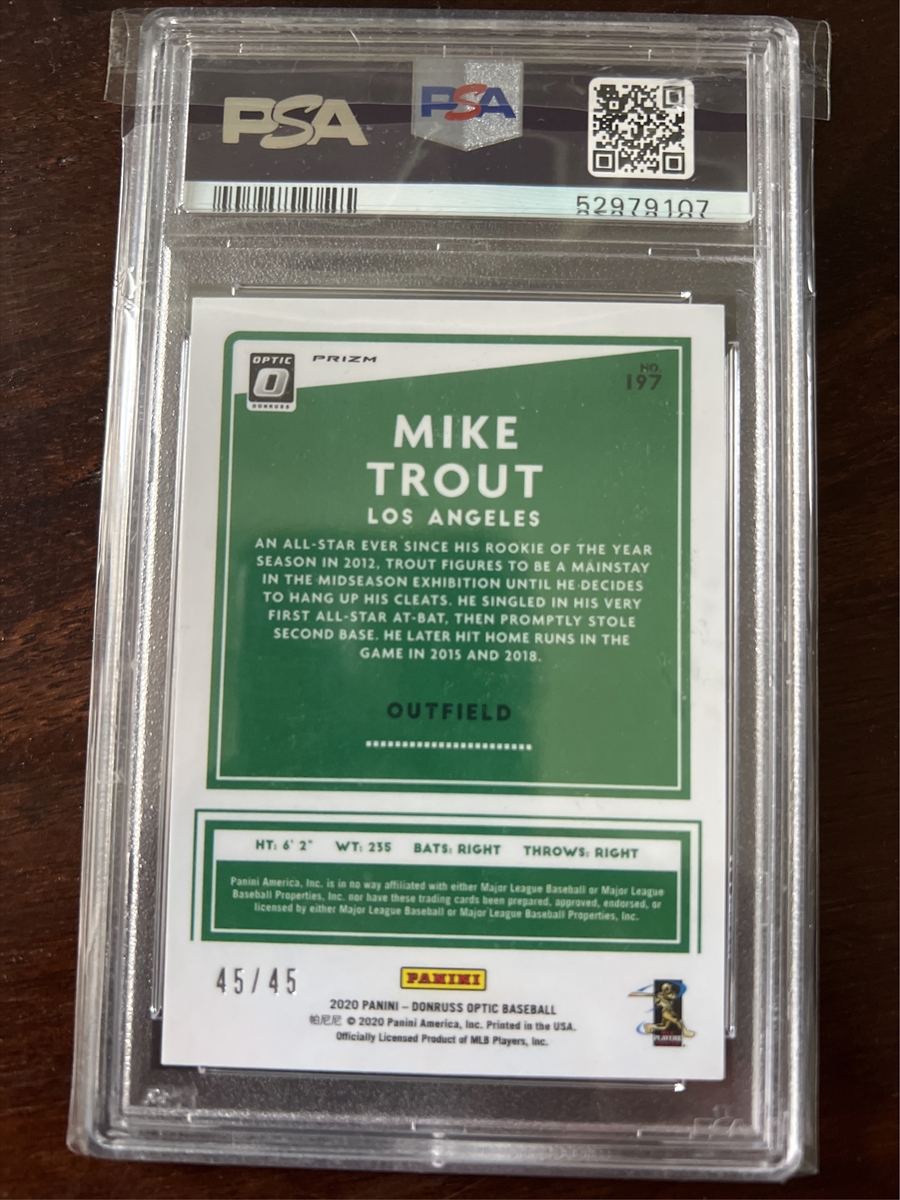 PSA
PSA
52979107
OPTIC
DONRUSS
PRIZM
NO.
197
MIKE
TROUT
LOS ANGELES
AN ALL-STAR EVER SINCE HIS ROOKIE OF THE YEAR
SEASON IN 2012, TROUT FIGURES TO BE A MAINSTAY
IN THE MIDSEASON EXHIBITION UNTIL HE DECIDES
TO HANG UP HIS CLEATS. HE SINGLED IN HIS VERY
FIRST ALL-STAR AT-BAT, THEN PROMPTLY STOLE
SECOND BASE. HE LATER HIT HOME RUNS IN THE
GAME IN 2015 AND 2018.
OUTFIELD
HT: 6' 2" WT: 235 BATS: RIGHT THROWS: RIGHT
Panini America, Inc. is in no way affiliated with either Major League Baseball or Major League
Baseball Properties, Inc. nor have these trading cards been prepared, approved, endorsed, or
licensed by either Major League Baseball or Major League Baseball Properties, Inc.
45/45
PANINI
2020 PANINI – DONRUSS OPTIC BASEBALL
帕尼尼 © 2020 Panini America, Inc. Printed in the USA.
Officially Licensed Product of MLB Players, Inc.
PLAYERS
PSA